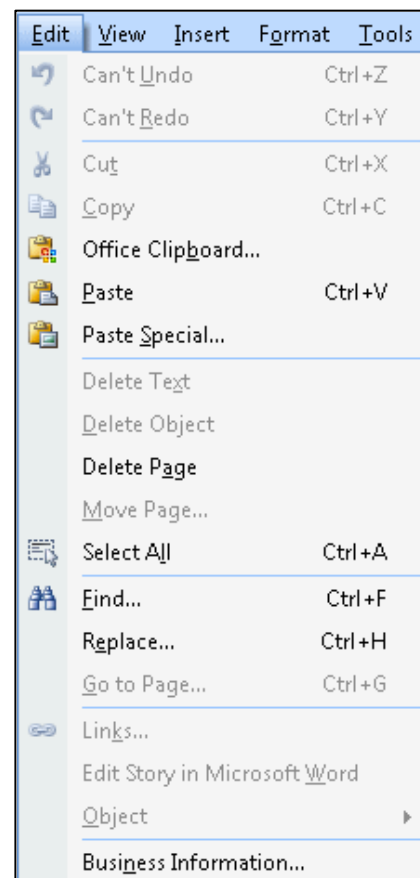 Edit View Insert Format Tools
Can't Undo Ctrl+Z
Can't Redo Ctrl+Y
Cut Ctrl+X
Copy Ctrl+C
Office Clipboard...
Paste Ctrl+V
Paste Special...
Delete Text
Delete Object
Delete Page
Move Page...
Select All Ctrl+A
Find... Ctrl+F
Replace... Ctrl+H
Go to Page... Ctrl+G
Links...
Edit Story in Microsoft Word
Object
Business Information...